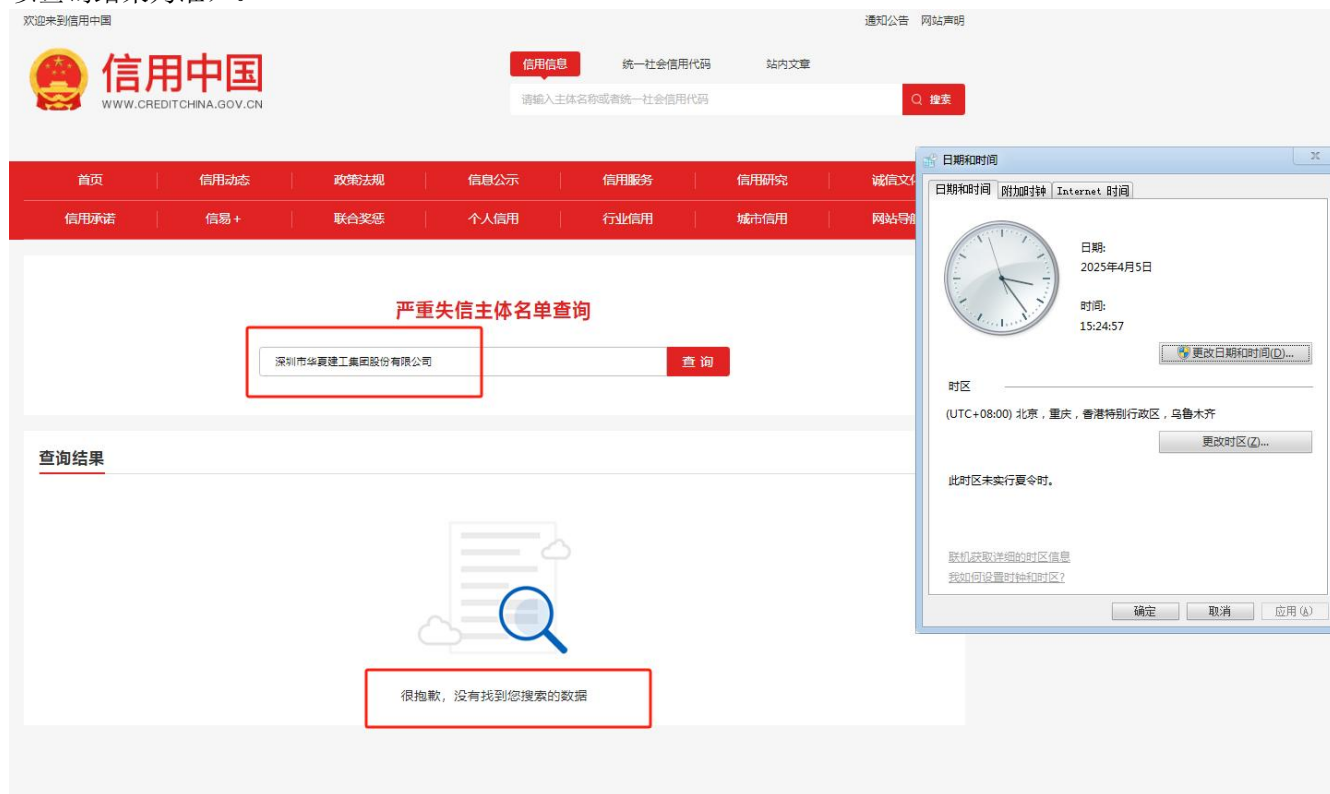 欢迎来到信用中国
通知公告 网站声明
信用中国
WWW.CREDITCHINA.GOV.CN
信用信息 统一社会信用代码 站内文章
请输入主体名称或者统一社会信用代码
搜索
首页 信用动态 政策法规 信息公示 信用服务 信用研究 诚信文化
信用承诺 信易+ 联合奖惩 个人信用 行业信用 城市信用 网站导航
严重失信主体名单查询
深圳市华夏建工集团股份有限公司
查询
查询结果
很抱歉，没有找到您搜索的数据
日期和时间
日期和时间 附加时钟 Internet 时间
日期:
2025年4月5日
时间:
15:24:57
更改日期和时间(D)...
时区
(UTC+08:00) 北京，重庆，香港特别行政区，乌鲁木齐
更改时区(Z)...
此时区未实行夏令时。
联机获取详细的时区信息
我如何设置时钟和时区?
确定 取消 应用(A)